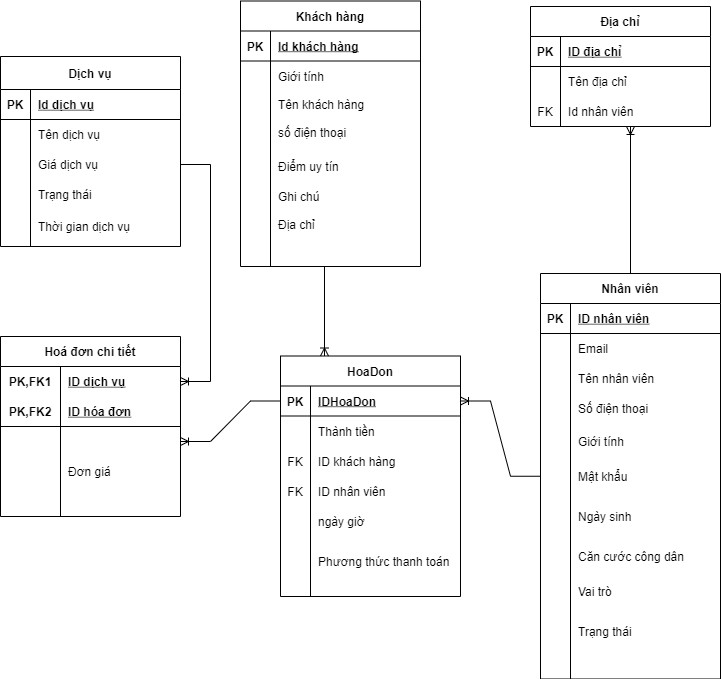 Dịch vụ
PK Id dịch vụ
Tên dịch vụ
Giá dịch vụ
Trạng thái
Thời gian dịch vụ
Khách hàng
PK Id khách hàng
Giới tính
Tên khách hàng
số điện thoại
Điểm uy tín
Ghi chú
Địa chỉ
Địa chỉ
PK ID địa chỉ
Tên địa chỉ
FK Id nhân viên
Hoá đơn chi tiết
PK,FK1 ID dịch vụ
PK,FK2 ID hóa đơn
Đơn giá
HoaDon
PK IDHoaDon
Thành tiền
FK ID khách hàng
FK ID nhân viên
ngày giờ
Phương thức thanh toán
Nhân viên
PK ID nhân viên
Email
Tên nhân viên
Số điện thoại
Giới tính
Mật khẩu
Ngày sinh
Căn cước công dân
Vai trò
Trạng thái